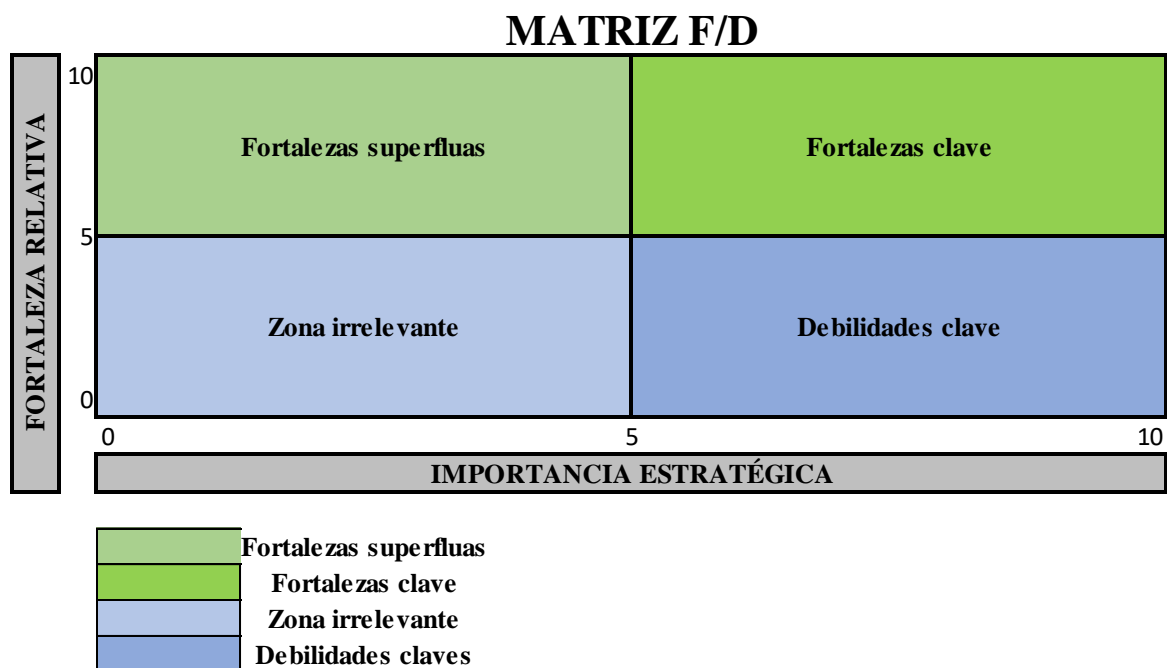 MATRIZ F/D
FORTALEZA RELATIVA
10
Fortalezas superfluas
Fortalezas clave
5
Zona irrelevante
Debilidades clave
0
0
5
10
IMPORTANCIA ESTRATÉGICA
Fortalezas superfluas
Fortalezas clave
Zona irrelevante
Debilidades claves